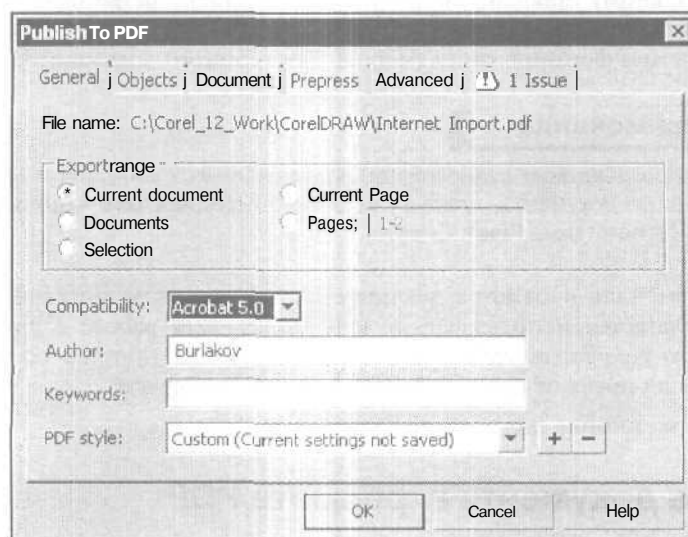 Publish To PDF
General j Objects j Document j Prepress Advanced j 1 Issue |
File name: C:\Corel_12_Work\CorelDRAW\Internet Import.pdf
Export range
Current document Current Page
Documents Pages; | 1-2
Selection
Compatibility: Acrobat 5.0
Author: Burlakov
Keywords:
PDF style: Custom (Current settings not saved) + −
OK Cancel Help